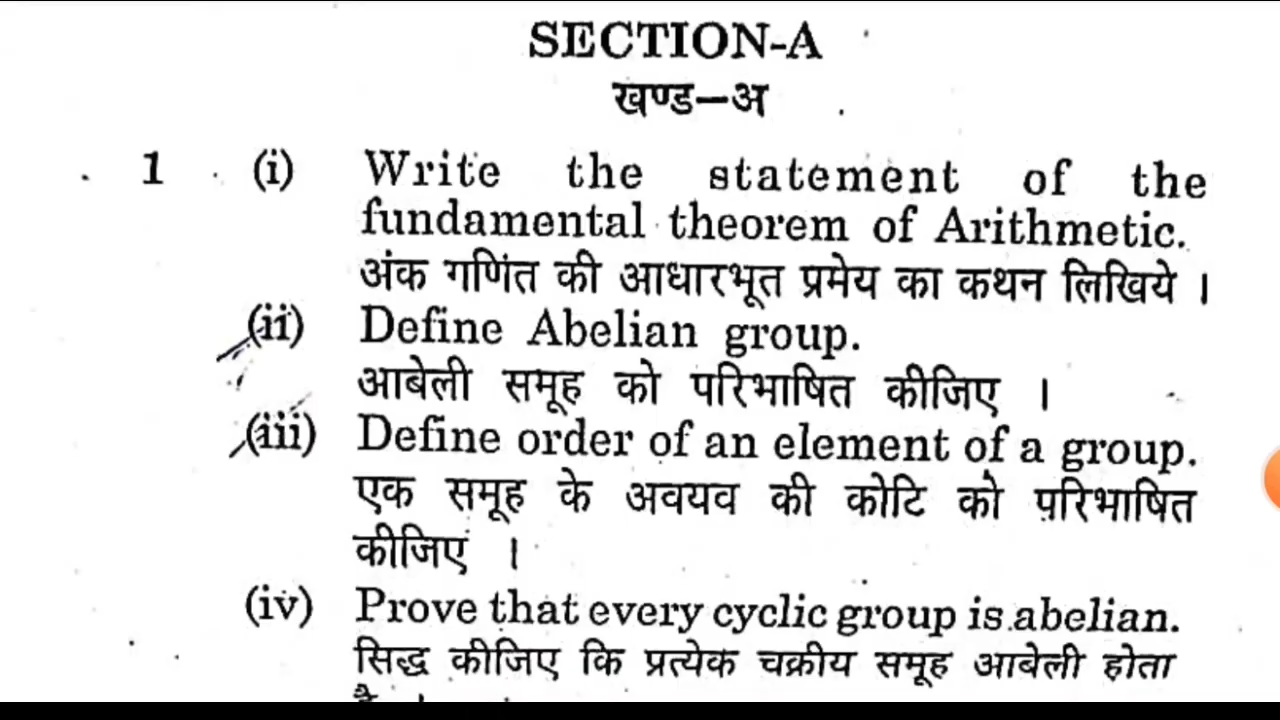 SECTION-A
खण्ड–अ
1 (i) Write the statement of the
fundamental theorem of Arithmetic.
अंक गणित की आधारभूत प्रमेय का कथन लिखिये ।
(ii) Define Abelian group.
आबेली समूह को परिभाषित कीजिए ।
(iii) Define order of an element of a group.
एक समूह के अवयव की कोटि को परिभाषित
कीजिए ।
(iv) Prove that every cyclic group is abelian.
सिद्ध कीजिए कि प्रत्येक चक्रीय समूह आबेली होता